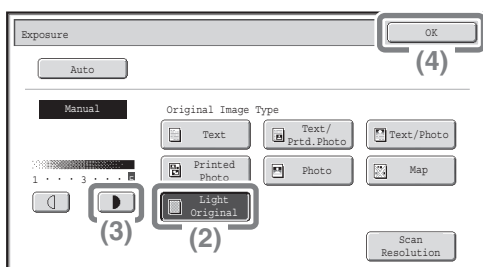 Exposure
OK
(4)
Auto
Manual
Original Image Type
Text
Text/
Prtd.Photo
Text/Photo
1 · · · 3 · · · 5
Printed
Photo
Photo
Map
(3)
Light
Original
(2)
Scan
Resolution